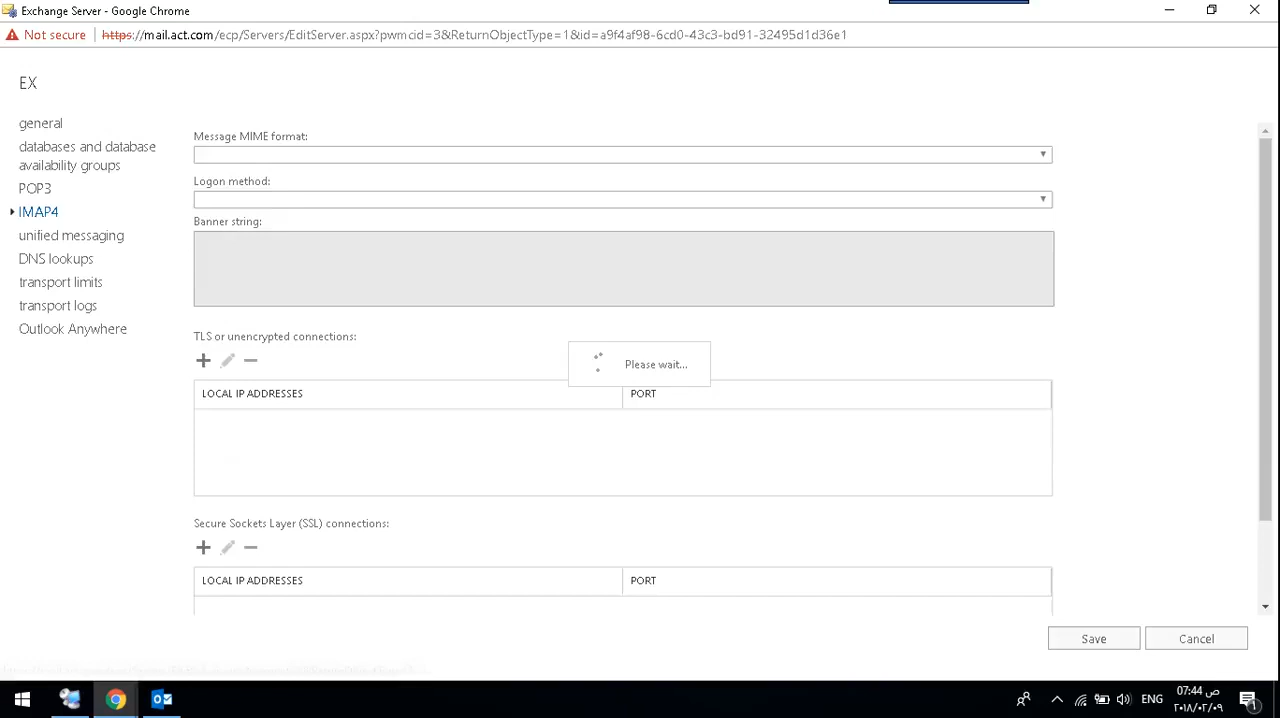 Exchange Server - Google Chrome
Not secure | https://mail.act.com/ecp/Servers/EditServer.aspx?pwmcid=3&ReturnObjectType=1&id=a9f4af98-6cd0-43c3-bd91-32495d1d36e1
EX
general
databases and database
availability groups
POP3
IMAP4
unified messaging
DNS lookups
transport limits
transport logs
Outlook Anywhere
Message MIME format:
Logon method:
Banner string:
TLS or unencrypted connections:
Please wait...
LOCAL IP ADDRESSES PORT
Secure Sockets Layer (SSL) connections:
LOCAL IP ADDRESSES PORT
Save Cancel
ENG
07:44 ص
٢٠١٨/٠٢/٠٩
1